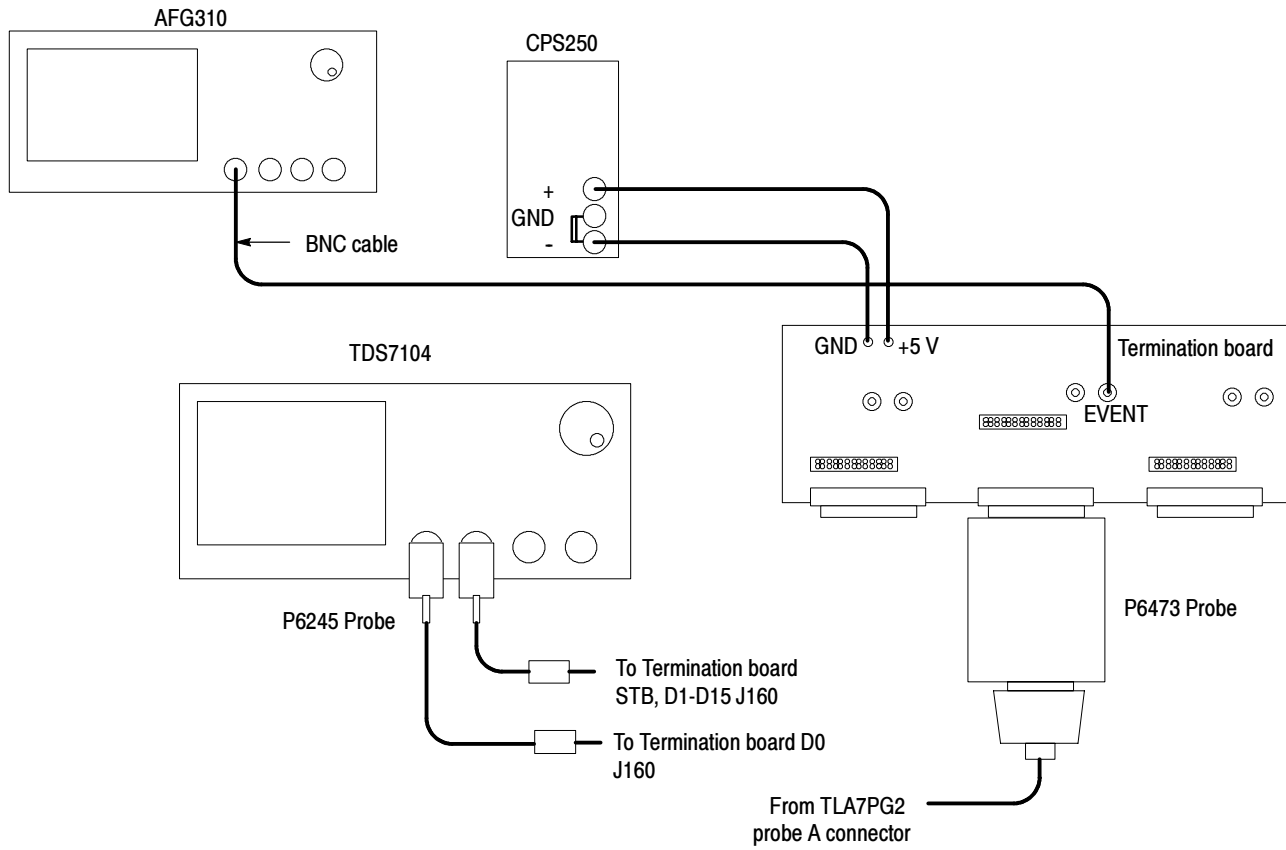 AFG310
CPS250
+
GND
-
BNC cable
TDS7104
GND
+5 V
Termination board
EVENT
P6245 Probe
P6473 Probe
To Termination board
STB, D1-D15 J160
To Termination board D0
J160
From TLA7PG2
probe A connector